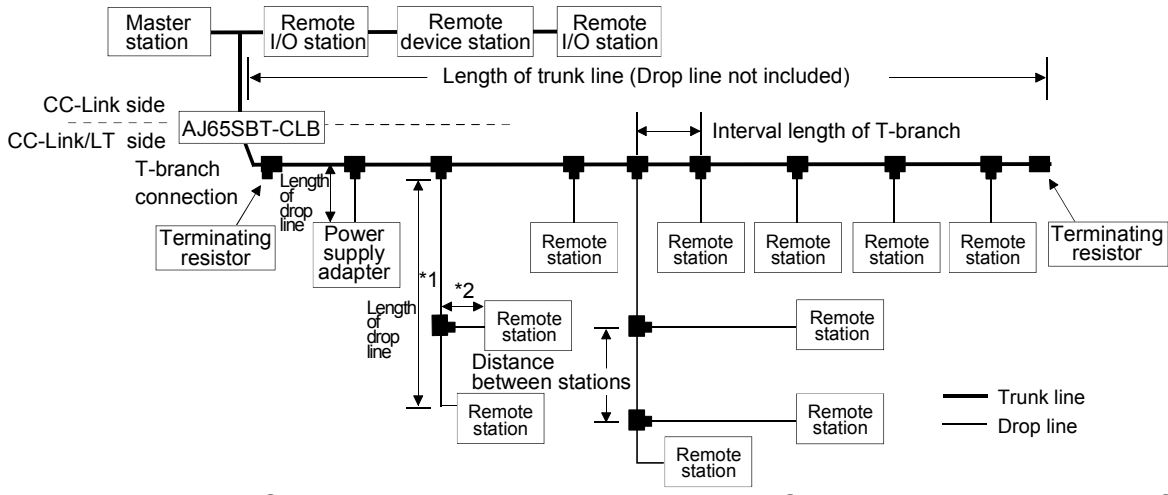 Master
station
Remote
I/O station
Remote
device station
Remote
I/O station
Length of trunk line (Drop line not included)
CC-Link side
AJ65SBT-CLB
CC-Link/LT side
Interval length of T-branch
T-branch
connection
Length
of
drop
line
Terminating
resistor
Power
supply
adapter
Remote
station
Remote
station
Remote
station
Remote
station
Remote
station
Terminating
resistor
*1
*2
Length
of
drop
line
Remote
station
Distance
between stations
Remote
station
Remote
station
Remote
station
Remote
station
Trunk line
Drop line